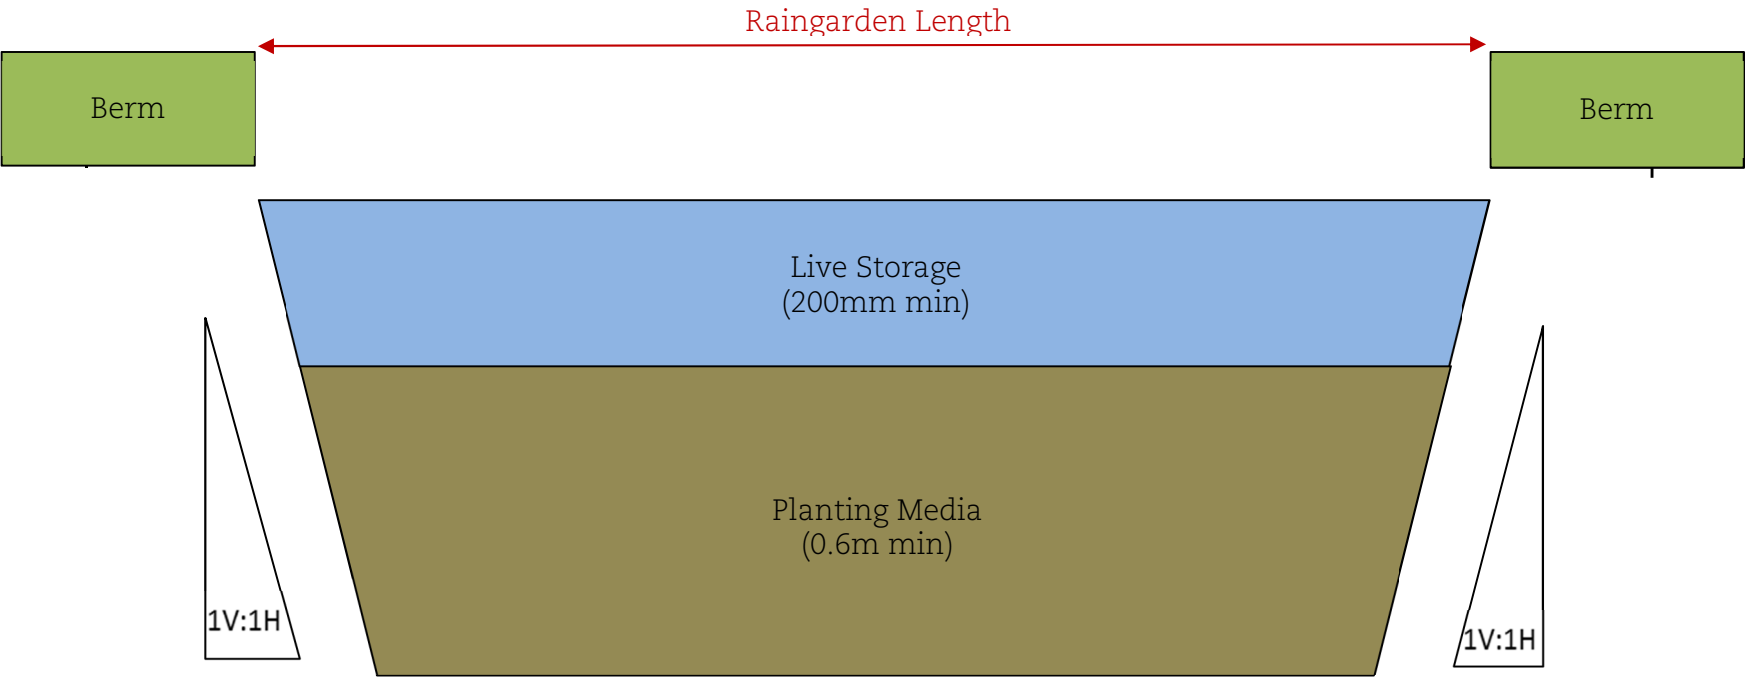 Raingarden Length
Berm
Berm
Live Storage
(200mm min)
Planting Media
(0.6m min)
1V:1H
1V:1H